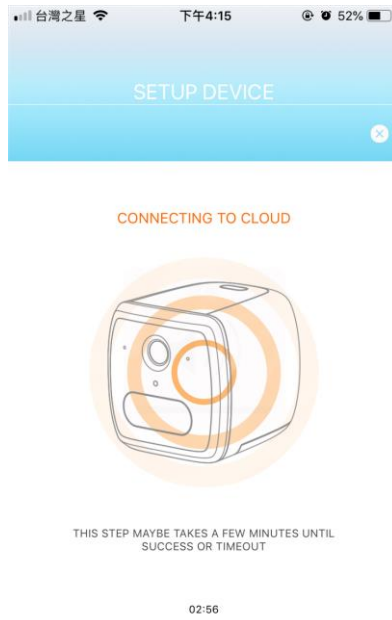 台灣之星 下午4:15 52%
SETUP DEVICE
CONNECTING TO CLOUD
THIS STEP MAYBE TAKES A FEW MINUTES UNTIL
SUCCESS OR TIMEOUT
02:56